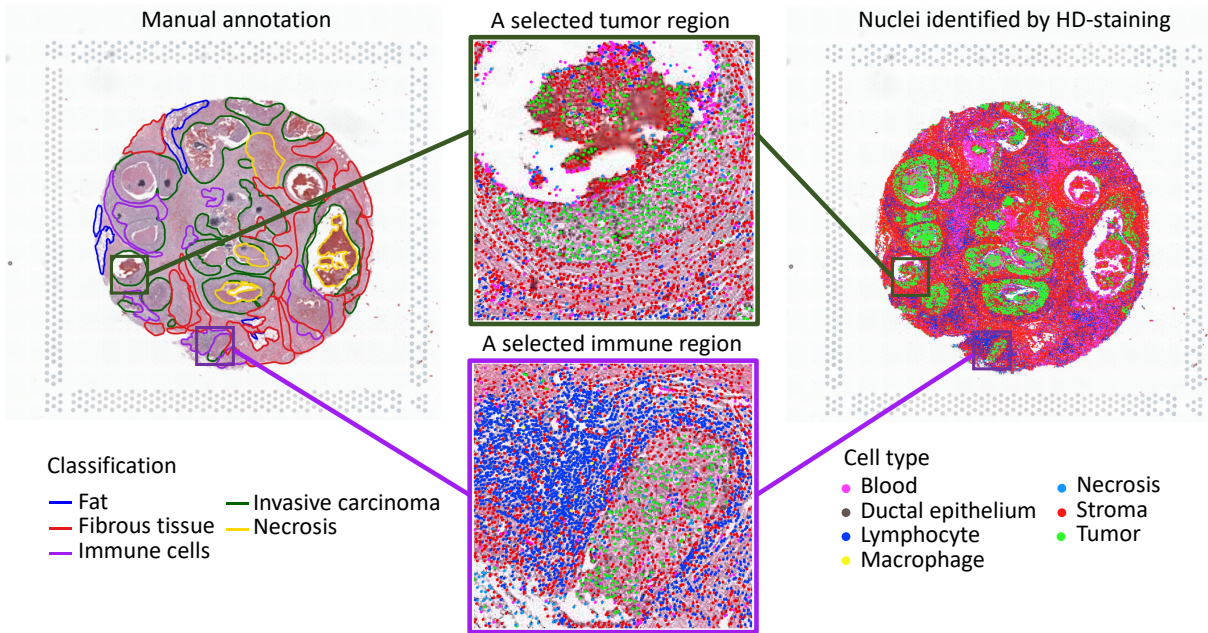 Manual annotation
A selected tumor region
Nuclei identified by HD-staining
A selected immune region
Classification
Fat
Fibrous tissue
Immune cells
Invasive carcinoma
Necrosis
Cell type
Blood
Ductal epithelium
Lymphocyte
Macrophage
Necrosis
Stroma
Tumor